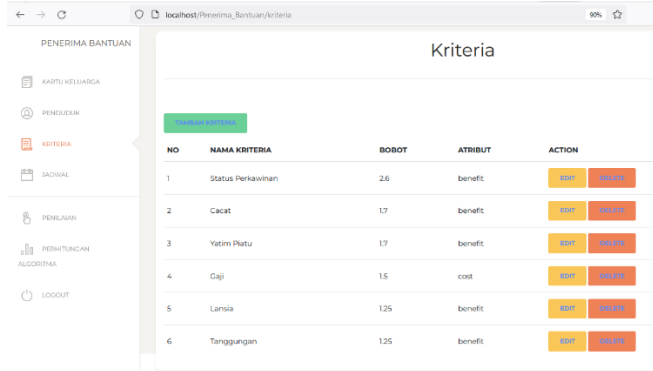 localhost/Penerima_Bantuan/kriteria
90%
PENERIMA BANTUAN
KARTU KELUARGA
PENDUDUK
KRITERIA
JADWAL
PENILAIAN
PERHITUNGAN
ALGORITMA
LOGOUT
Kriteria
TAMBAH KRITERIA
NO NAMA KRITERIA BOBOT ATRIBUT ACTION
1 Status Perkawinan 2.6 benefit EDIT DELETE
2 Cacat 1.7 benefit EDIT DELETE
3 Yatim Piatu 1.7 benefit EDIT DELETE
4 Gaji 1.5 cost EDIT DELETE
5 Lansia 1.25 benefit EDIT DELETE
6 Tanggungan 1.25 benefit EDIT DELETE